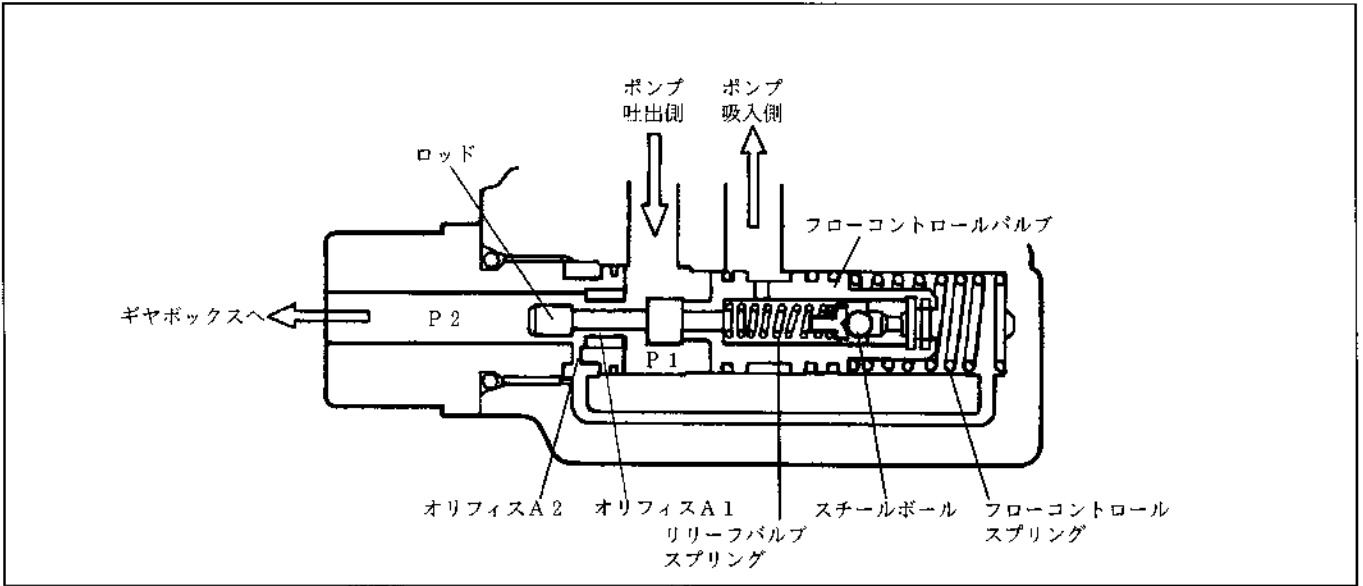 ポンプ
吐出側
ポンプ
吸入側
ロッド
フローコントロールバルブ
ギヤボックスへ
P2
P1
オリフィスA2
オリフィスA1
リリーフバルブ
スプリング
スチールボール
フローコントロール
スプリング